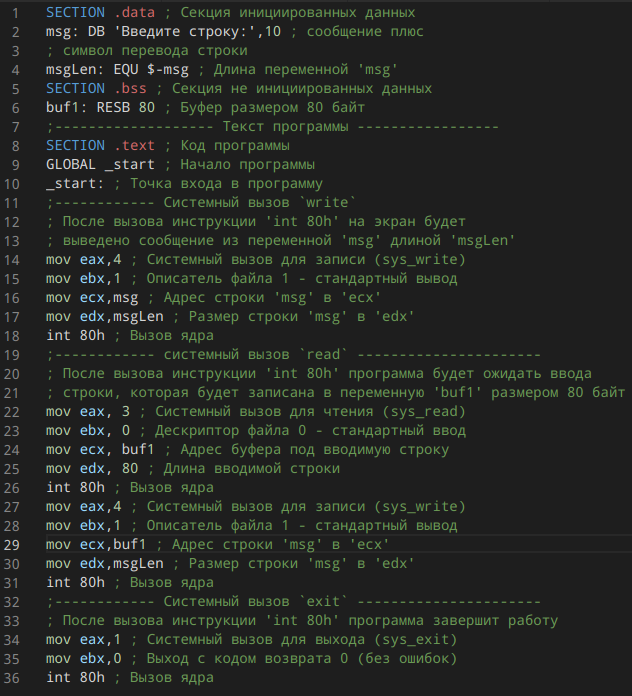 1 SECTION .data ; Секция инициированных данных
2 msg: DB 'Введите строку:',10 ; сообщение плюс
3 ; символ перевода строки
4 msgLen: EQU $-msg ; Длина переменной 'msg'
5 SECTION .bss ; Секция не инициированных данных
6 buf1: RESB 80 ; Буфер размером 80 байт
7 ;------------------- Текст программы -----------------
8 SECTION .text ; Код программы
9 GLOBAL _start ; Начало программы
10 _start: ; Точка входа в программу
11 ;------------ Системный вызов `write`
12 ; После вызова инструкции 'int 80h' на экран будет
13 ; выведено сообщение из переменной 'msg' длиной 'msgLen'
14 mov eax,4 ; Системный вызов для записи (sys_write)
15 mov ebx,1 ; Описатель файла 1 - стандартный вывод
16 mov ecx,msg ; Адрес строки 'msg' в 'ecx'
17 mov edx,msgLen ; Размер строки 'msg' в 'edx'
18 int 80h ; Вызов ядра
19 ;------------ системный вызов `read` ----------------------
20 ; После вызова инструкции 'int 80h' программа будет ожидать ввода
21 ; строки, которая будет записана в переменную 'buf1' размером 80 байт
22 mov eax, 3 ; Системный вызов для чтения (sys_read)
23 mov ebx, 0 ; Дескриптор файла 0 - стандартный ввод
24 mov ecx, buf1 ; Адрес буфера под вводимую строку
25 mov edx, 80 ; Длина вводимой строки
26 int 80h ; Вызов ядра
27 mov eax,4 ; Системный вызов для записи (sys_write)
28 mov ebx,1 ; Описатель файла 1 - стандартный вывод
29 mov ecx,buf1 ; Адрес строки 'msg' в 'ecx'
30 mov edx,msgLen ; Размер строки 'msg' в 'edx'
31 int 80h ; Вызов ядра
32 ;------------ Системный вызов `exit` ----------------------
33 ; После вызова инструкции 'int 80h' программа завершит работу
34 mov eax,1 ; Системный вызов для выхода (sys_exit)
35 mov ebx,0 ; Выход с кодом возврата 0 (без ошибок)
36 int 80h ; Вызов ядра